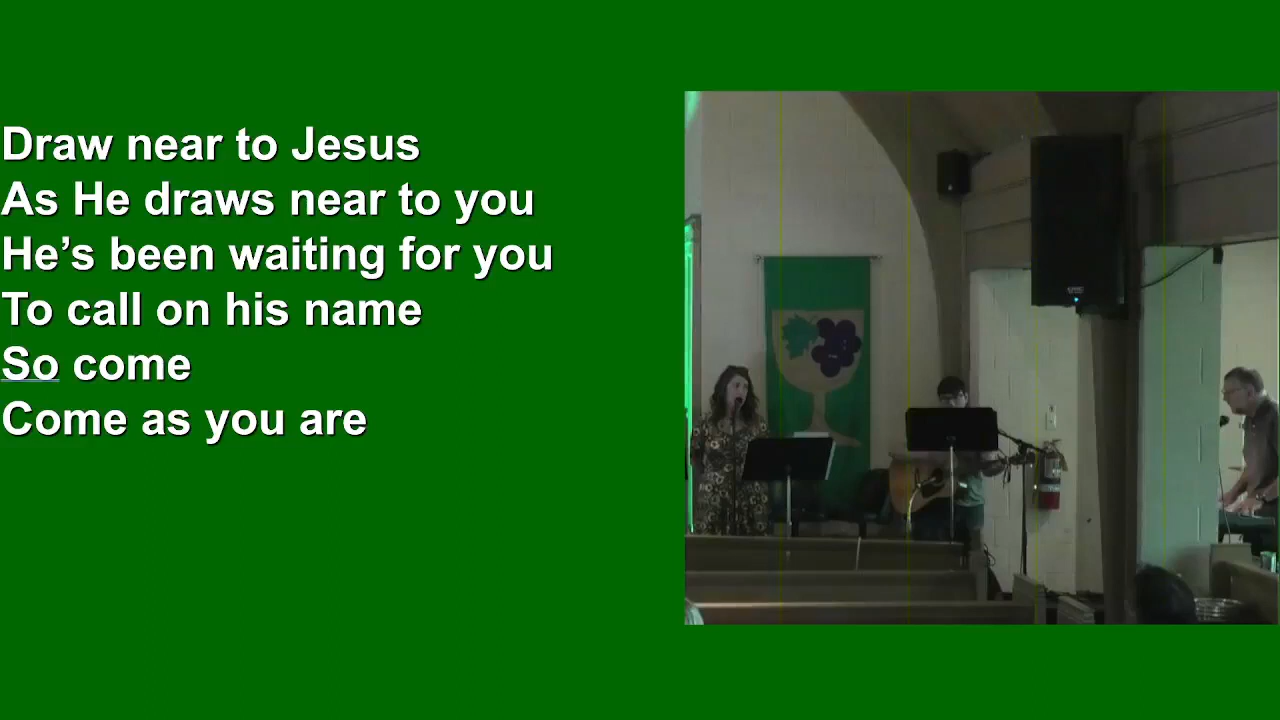 Draw near to Jesus
As He draws near to you
He’s been waiting for you
To call on his name
So come
Come as you are